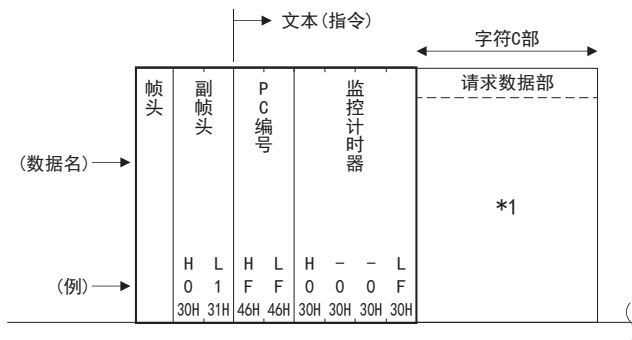 文本(指令)
字符C部
帧头
副帧头
PC编号
监控计时器
请求数据部
(数据名)
*1
H L H L H - - L
(例) 0 1 F F 0 0 0 F
30H 31H 46H 46H 30H 30H 30H 30H